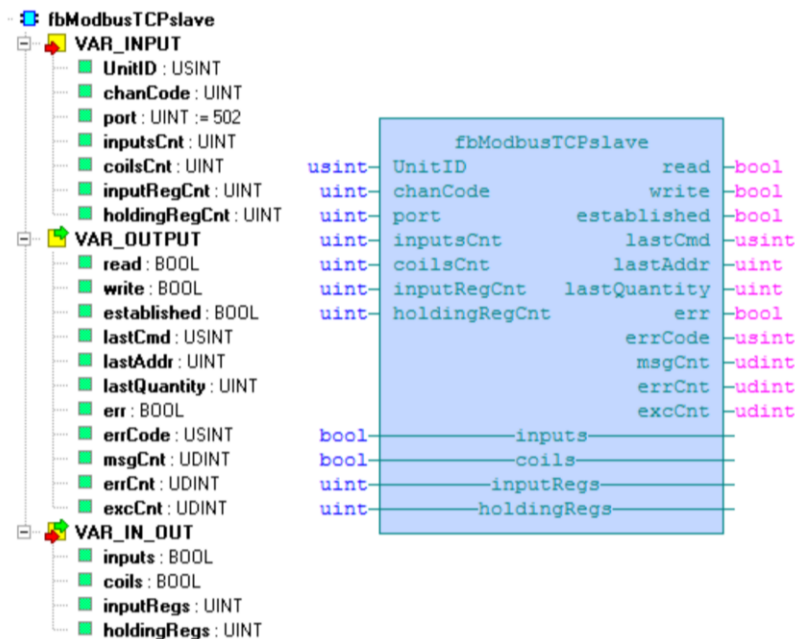 fbModbusTCPslave
VAR_INPUT
UnitID : USINT
chanCode : UINT
port : UINT := 502
inputsCnt : UINT
coilsCnt : UINT
inputRegCnt : UINT
holdingRegCnt : UINT
VAR_OUTPUT
read : BOOL
write : BOOL
established : BOOL
lastCmd : USINT
lastAddr : UINT
lastQuantity : UINT
err : BOOL
errCode : USINT
msgCnt : UDINT
errCnt : UDINT
excCnt : UDINT
VAR_IN_OUT
inputs : BOOL
coils : BOOL
inputRegs : UINT
holdingRegs : UINT
fbModbusTCPslave
usint UnitID read bool
uint chanCode write bool
uint port established bool
uint inputsCnt lastCmd usint
uint coilsCnt lastAddr uint
uint inputRegCnt lastQuantity uint
uint holdingRegCnt err bool
errCode usint
msgCnt udint
errCnt udint
excCnt udint
bool inputs
bool coils
uint inputRegs
uint holdingRegs